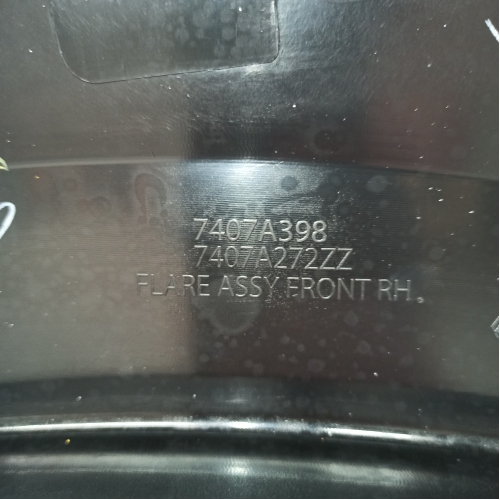 7407A398
7407A272ZZ
FLARE ASSY FRONT RH.